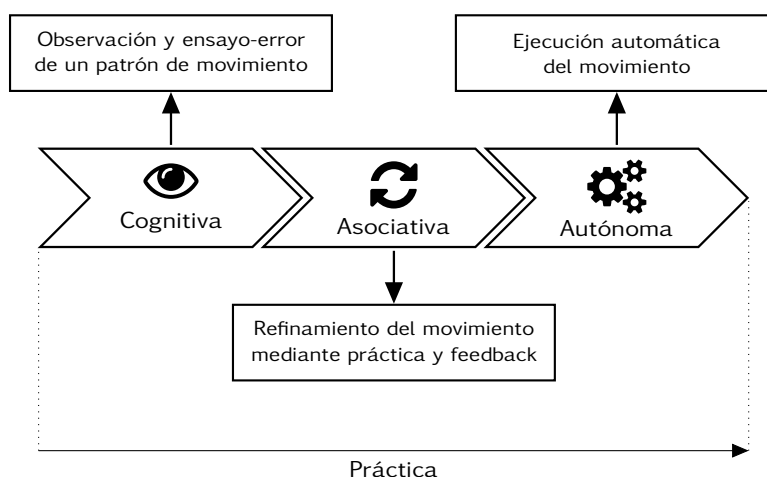 Observación y ensayo-error
de un patrón de movimiento
Ejecución automática
del movimiento
Cognitiva
Asociativa
Autónoma
Refinamiento del movimiento
mediante práctica y feedback
Práctica